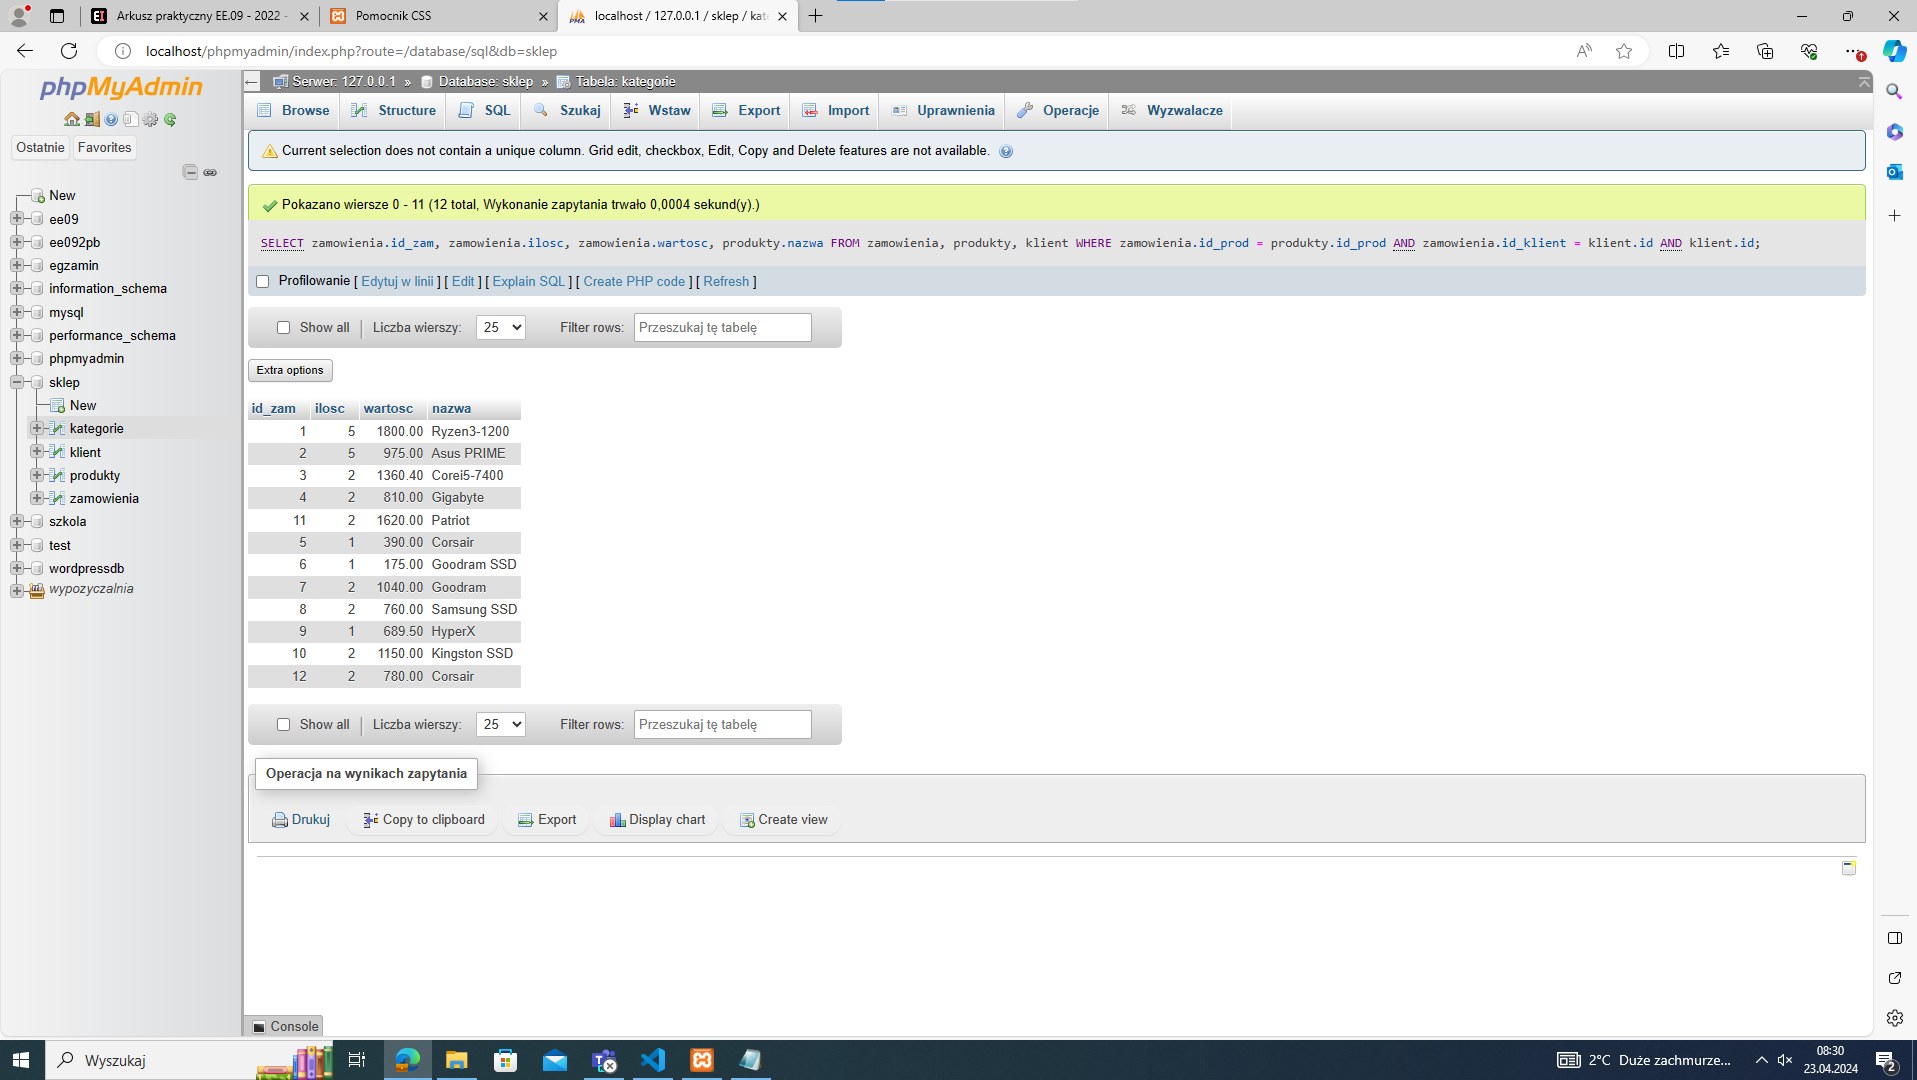 Arkusz praktyczny EE.09 - 2022 -
Pomocnik CSS
localhost / 127.0.0.1 / sklep / kate
localhost/phpmyadmin/index.php?route=/database/sql&db=sklep
phpMyAdmin
Ostatnie
Favorites
New
ee09
ee092pb
egzamin
information_schema
mysql
performance_schema
phpmyadmin
sklep
New
kategorie
klient
produkty
zamowienia
szkola
test
wordpressdb
wypozyczalnia
Serwer: 127.0.0.1 » Database: sklep » Tabela: kategorie
Browse Structure SQL Szukaj Wstaw Export Import Uprawnienia Operacje Wyzwalacze
Current selection does not contain a unique column. Grid edit, checkbox, Edit, Copy and Delete features are not available.
Pokazano wiersze 0 - 11 (12 total, Wykonanie zapytania trwało 0,0004 sekund(y).)
SELECT zamowienia.id_zam, zamowienia.ilosc, zamowienia.wartosc, produkty.nazwa FROM zamowienia, produkty, klient WHERE zamowienia.id_prod = produkty.id_prod AND zamowienia.id_klient = klient.id AND klient.id;
Profilowanie [ Edytuj w linii ] [ Edit ] [ Explain SQL ] [ Create PHP code ] [ Refresh ]
Show all Liczba wierszy: 25 Filter rows: Przeszukaj tę tabelę
Extra options
id_zam ilosc wartosc nazwa
1 5 1800.00 Ryzen3-1200
2 5 975.00 Asus PRIME
3 2 1360.40 Corei5-7400
4 2 810.00 Gigabyte
11 2 1620.00 Patriot
5 1 390.00 Corsair
6 1 175.00 Goodram SSD
7 2 1040.00 Goodram
8 2 760.00 Samsung SSD
9 1 689.50 HyperX
10 2 1150.00 Kingston SSD
12 2 780.00 Corsair
Show all Liczba wierszy: 25 Filter rows: Przeszukaj tę tabelę
Operacja na wynikach zapytania
Drukuj Copy to clipboard Export Display chart Create view
Console
Wyszukaj
2°C Duże zachmurze...
08:30
23.04.2024
2